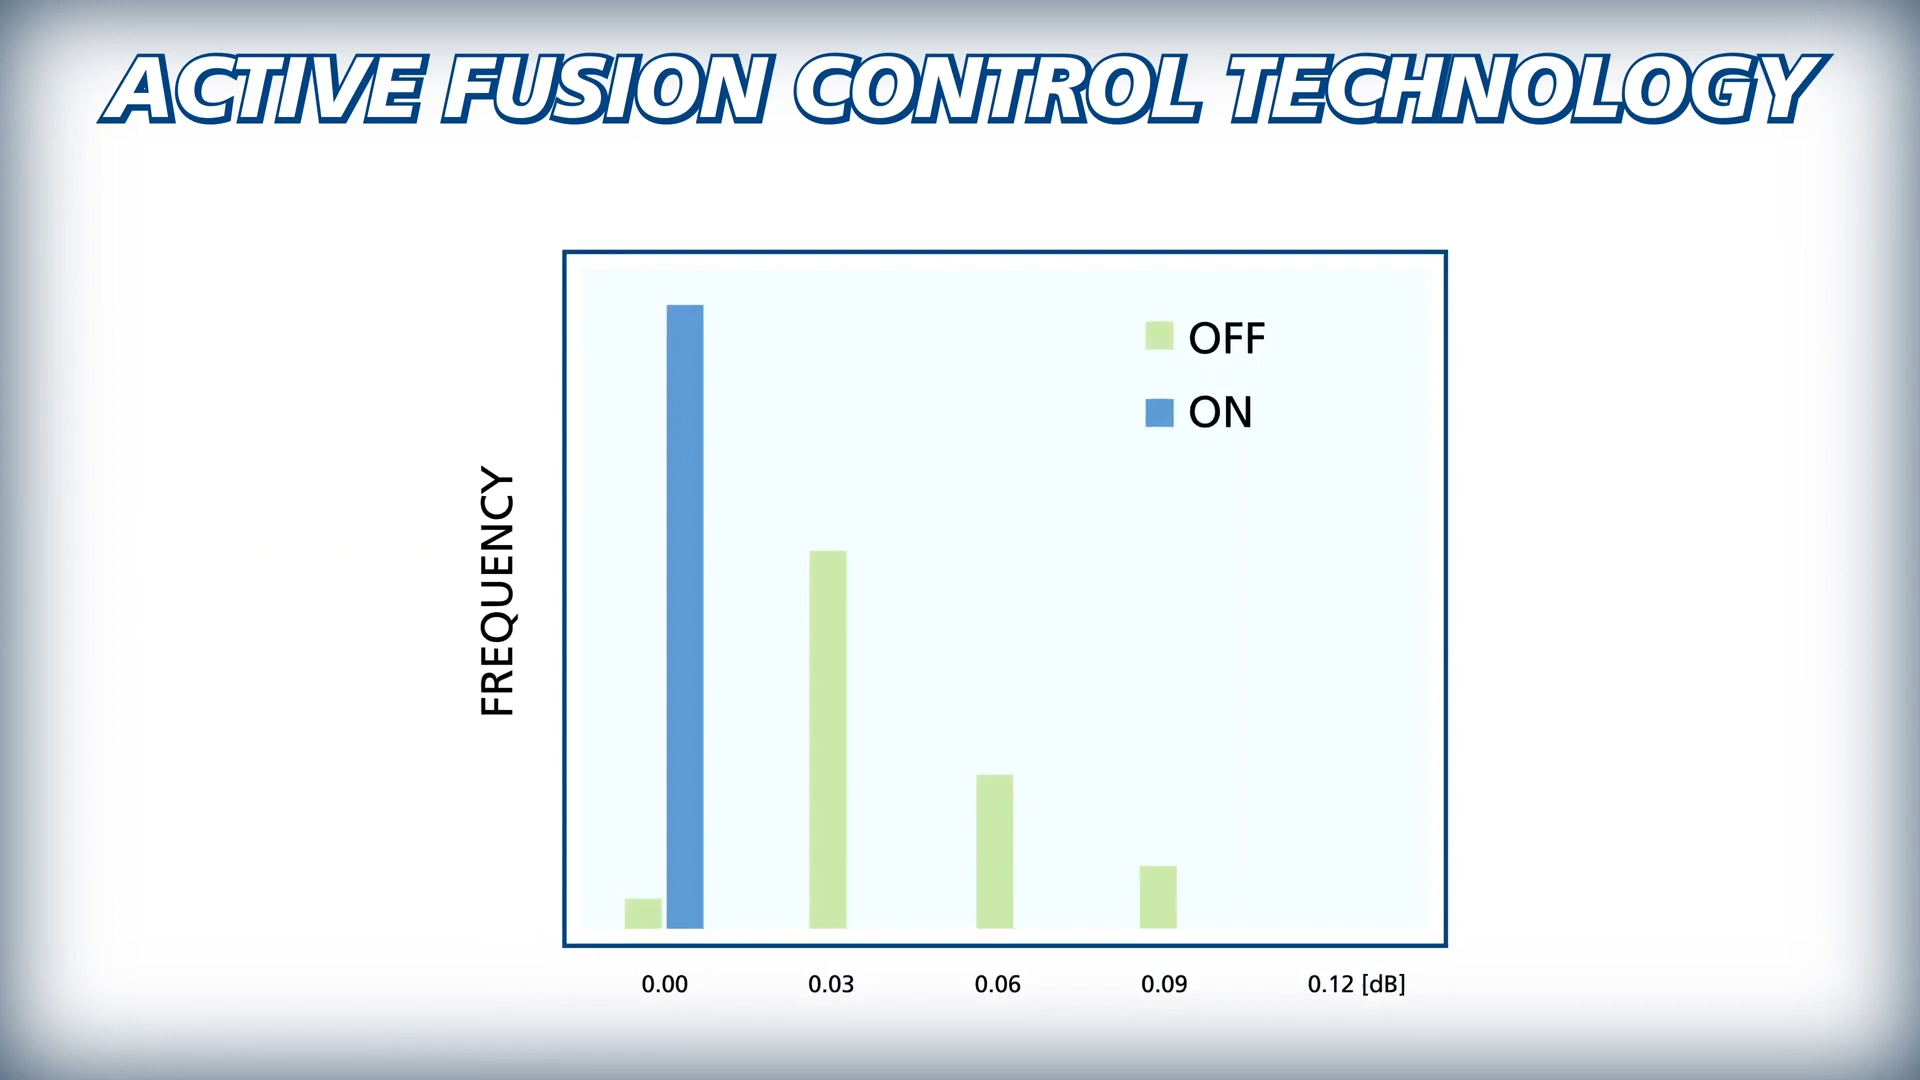 ACTIVE FUSION CONTROL TECHNOLOGY
OFF
ON
FREQUENCY
0.00 0.03 0.06 0.09 0.12 [dB]